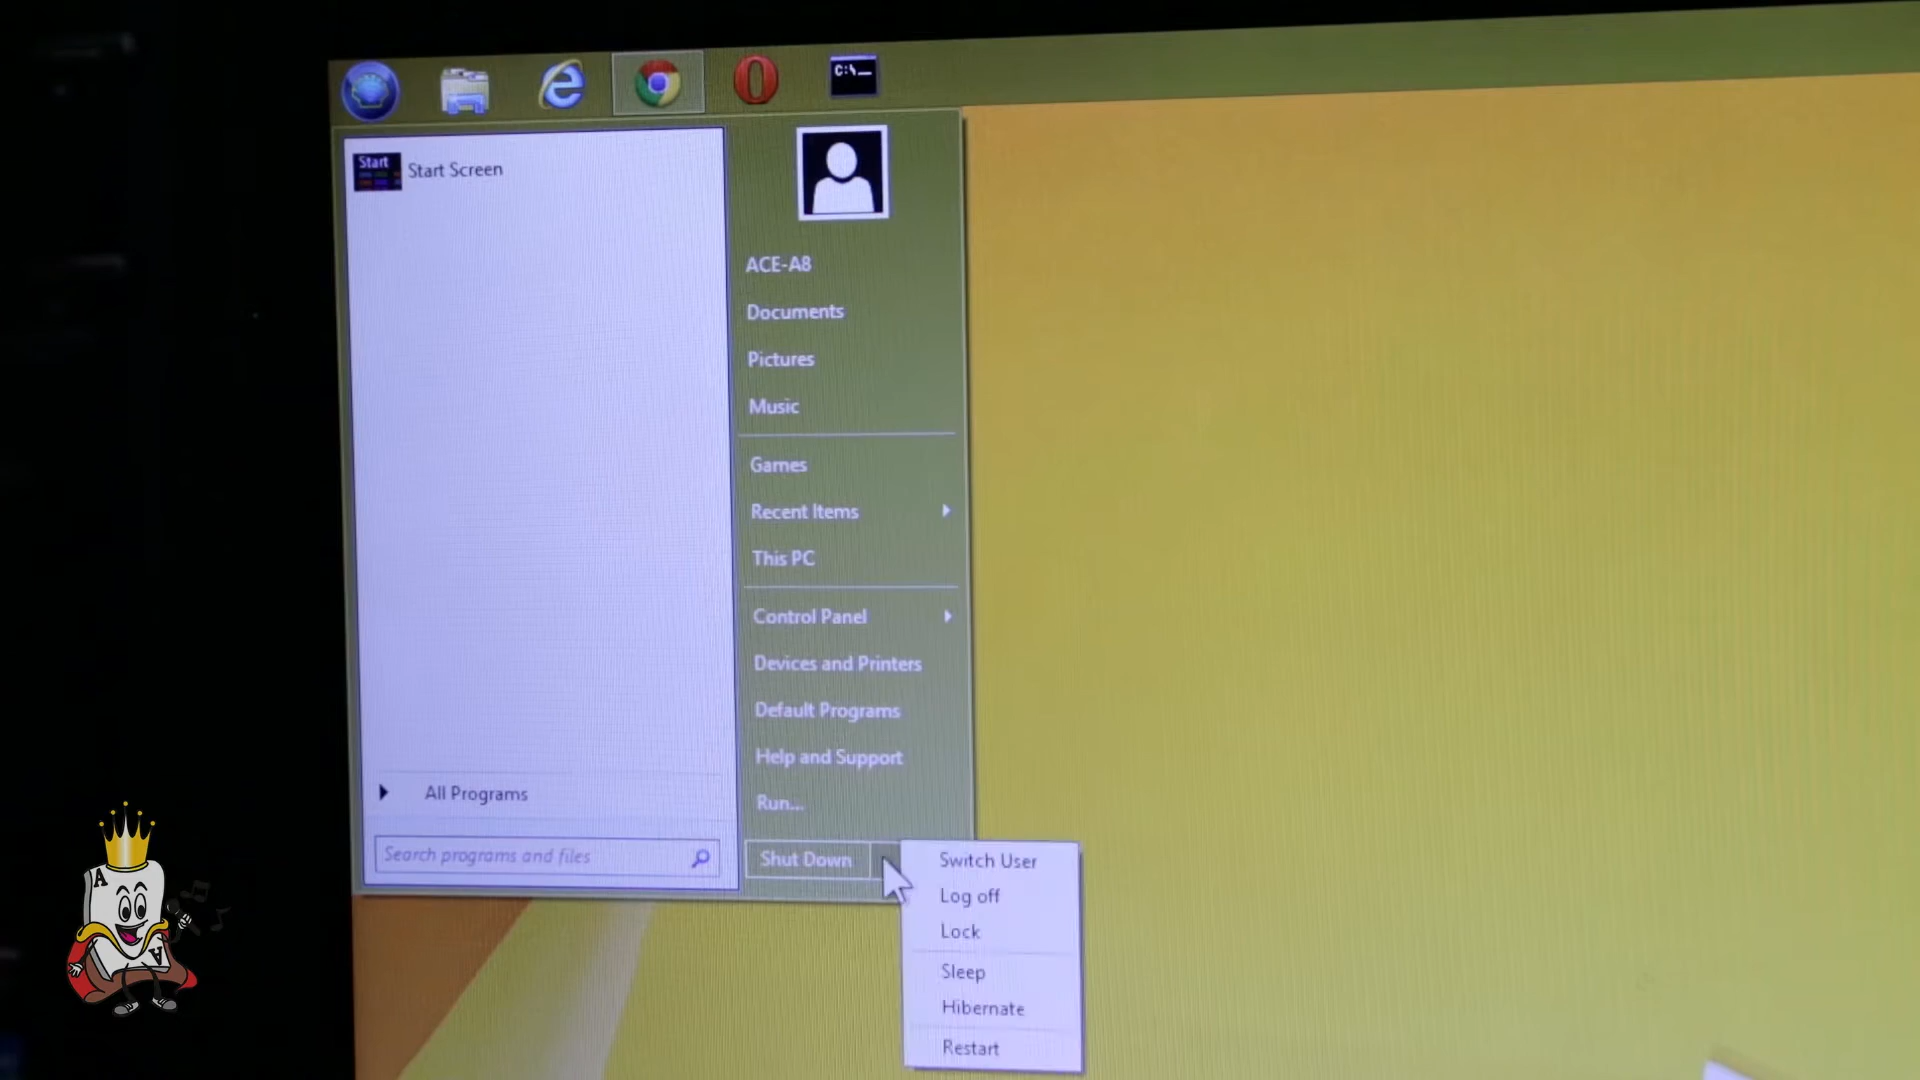 C:\._
Start
Start Screen
ACE-A8
Documents
Pictures
Music
Games
Recent Items
This PC
Control Panel
Devices and Printers
Default Programs
Help and Support
Run...
All Programs
Search programs and files
Shut Down
Switch User
Log off
Lock
Sleep
Hibernate
Restart
A
A